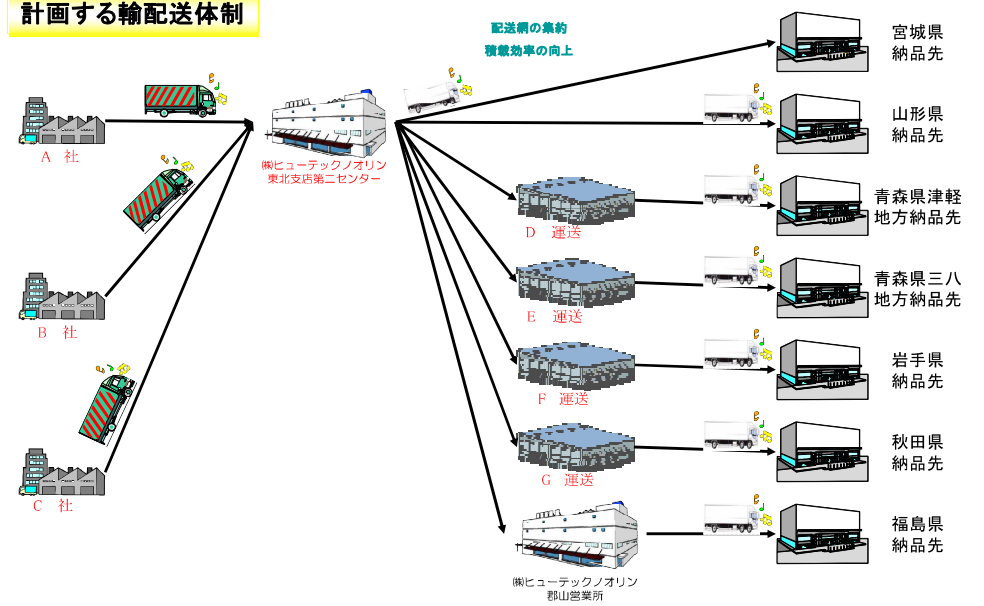 計画する輸配送体制
配送網の集約
積載効率の向上
宮城県
納品先
山形県
納品先
A 社
㈱ヒューテックノオリン
東北支店第二センター
青森県津軽
地方納品先
D 運送
青森県三八
地方納品先
B 社
E 運送
岩手県
納品先
F 運送
秋田県
納品先
G 運送
C 社
福島県
納品先
㈱ヒューテックノオリン
郡山営業所